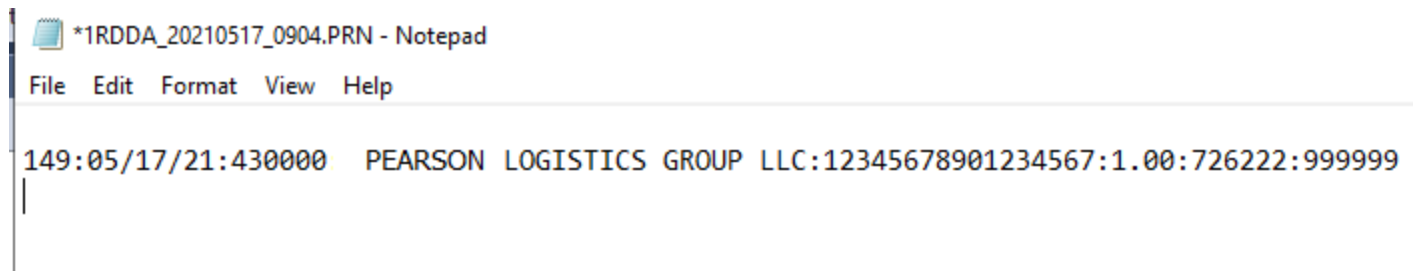 *1RDDA_20210517_0904.PRN - Notepad
File Edit Format View Help
149:05/17/21:430000  PEARSON LOGISTICS GROUP LLC:12345678901234567:1.00:726222:999999